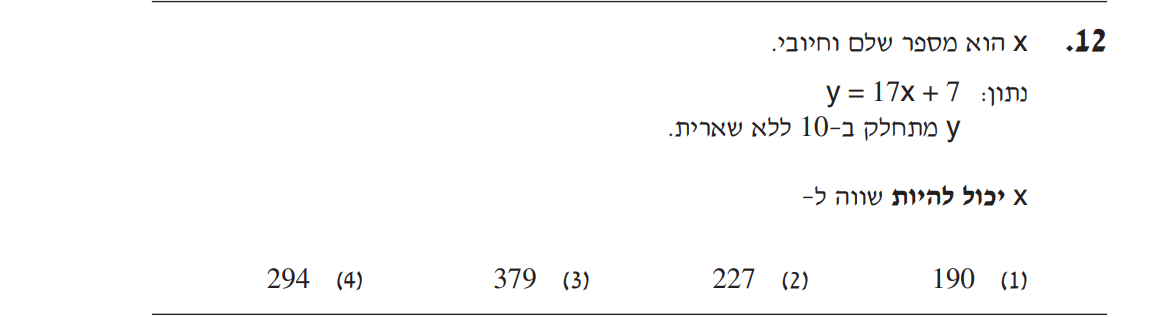 12. x הוא מספר שלם וחיובי.
נתון: y = 17x + 7
y מתחלק ב-10 ללא שארית.
x יכול להיות שווה ל-
(1) 190 (2) 227 (3) 379 (4) 294